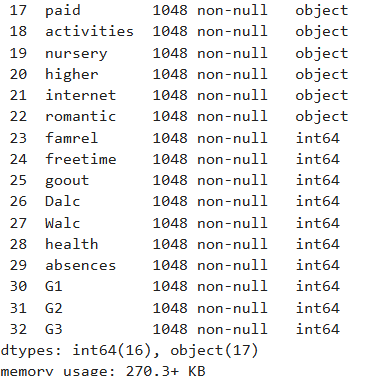 17 paid 1048 non-null object
18 activities 1048 non-null object
19 nursery 1048 non-null object
20 higher 1048 non-null object
21 internet 1048 non-null object
22 romantic 1048 non-null object
23 famrel 1048 non-null int64
24 freetime 1048 non-null int64
25 goout 1048 non-null int64
26 Dalc 1048 non-null int64
27 Walc 1048 non-null int64
28 health 1048 non-null int64
29 absences 1048 non-null int64
30 G1 1048 non-null int64
31 G2 1048 non-null int64
32 G3 1048 non-null int64
dtypes: int64(16), object(17)
memory usage: 270.3+ KB